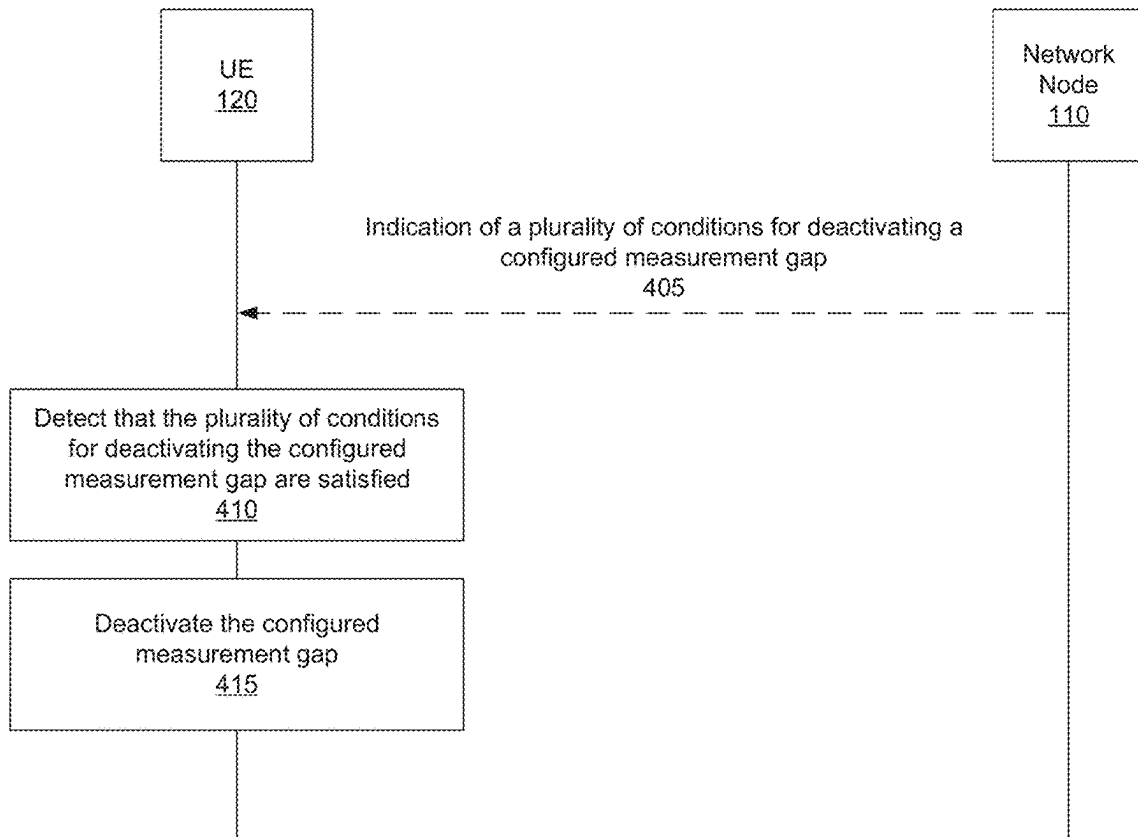 UE
120
Network
Node
110
Indication of a plurality of conditions for deactivating a
configured measurement gap
405
Detect that the plurality of conditions
for deactivating the configured
measurement gap are satisfied
410
Deactivate the configured
measurement gap
415